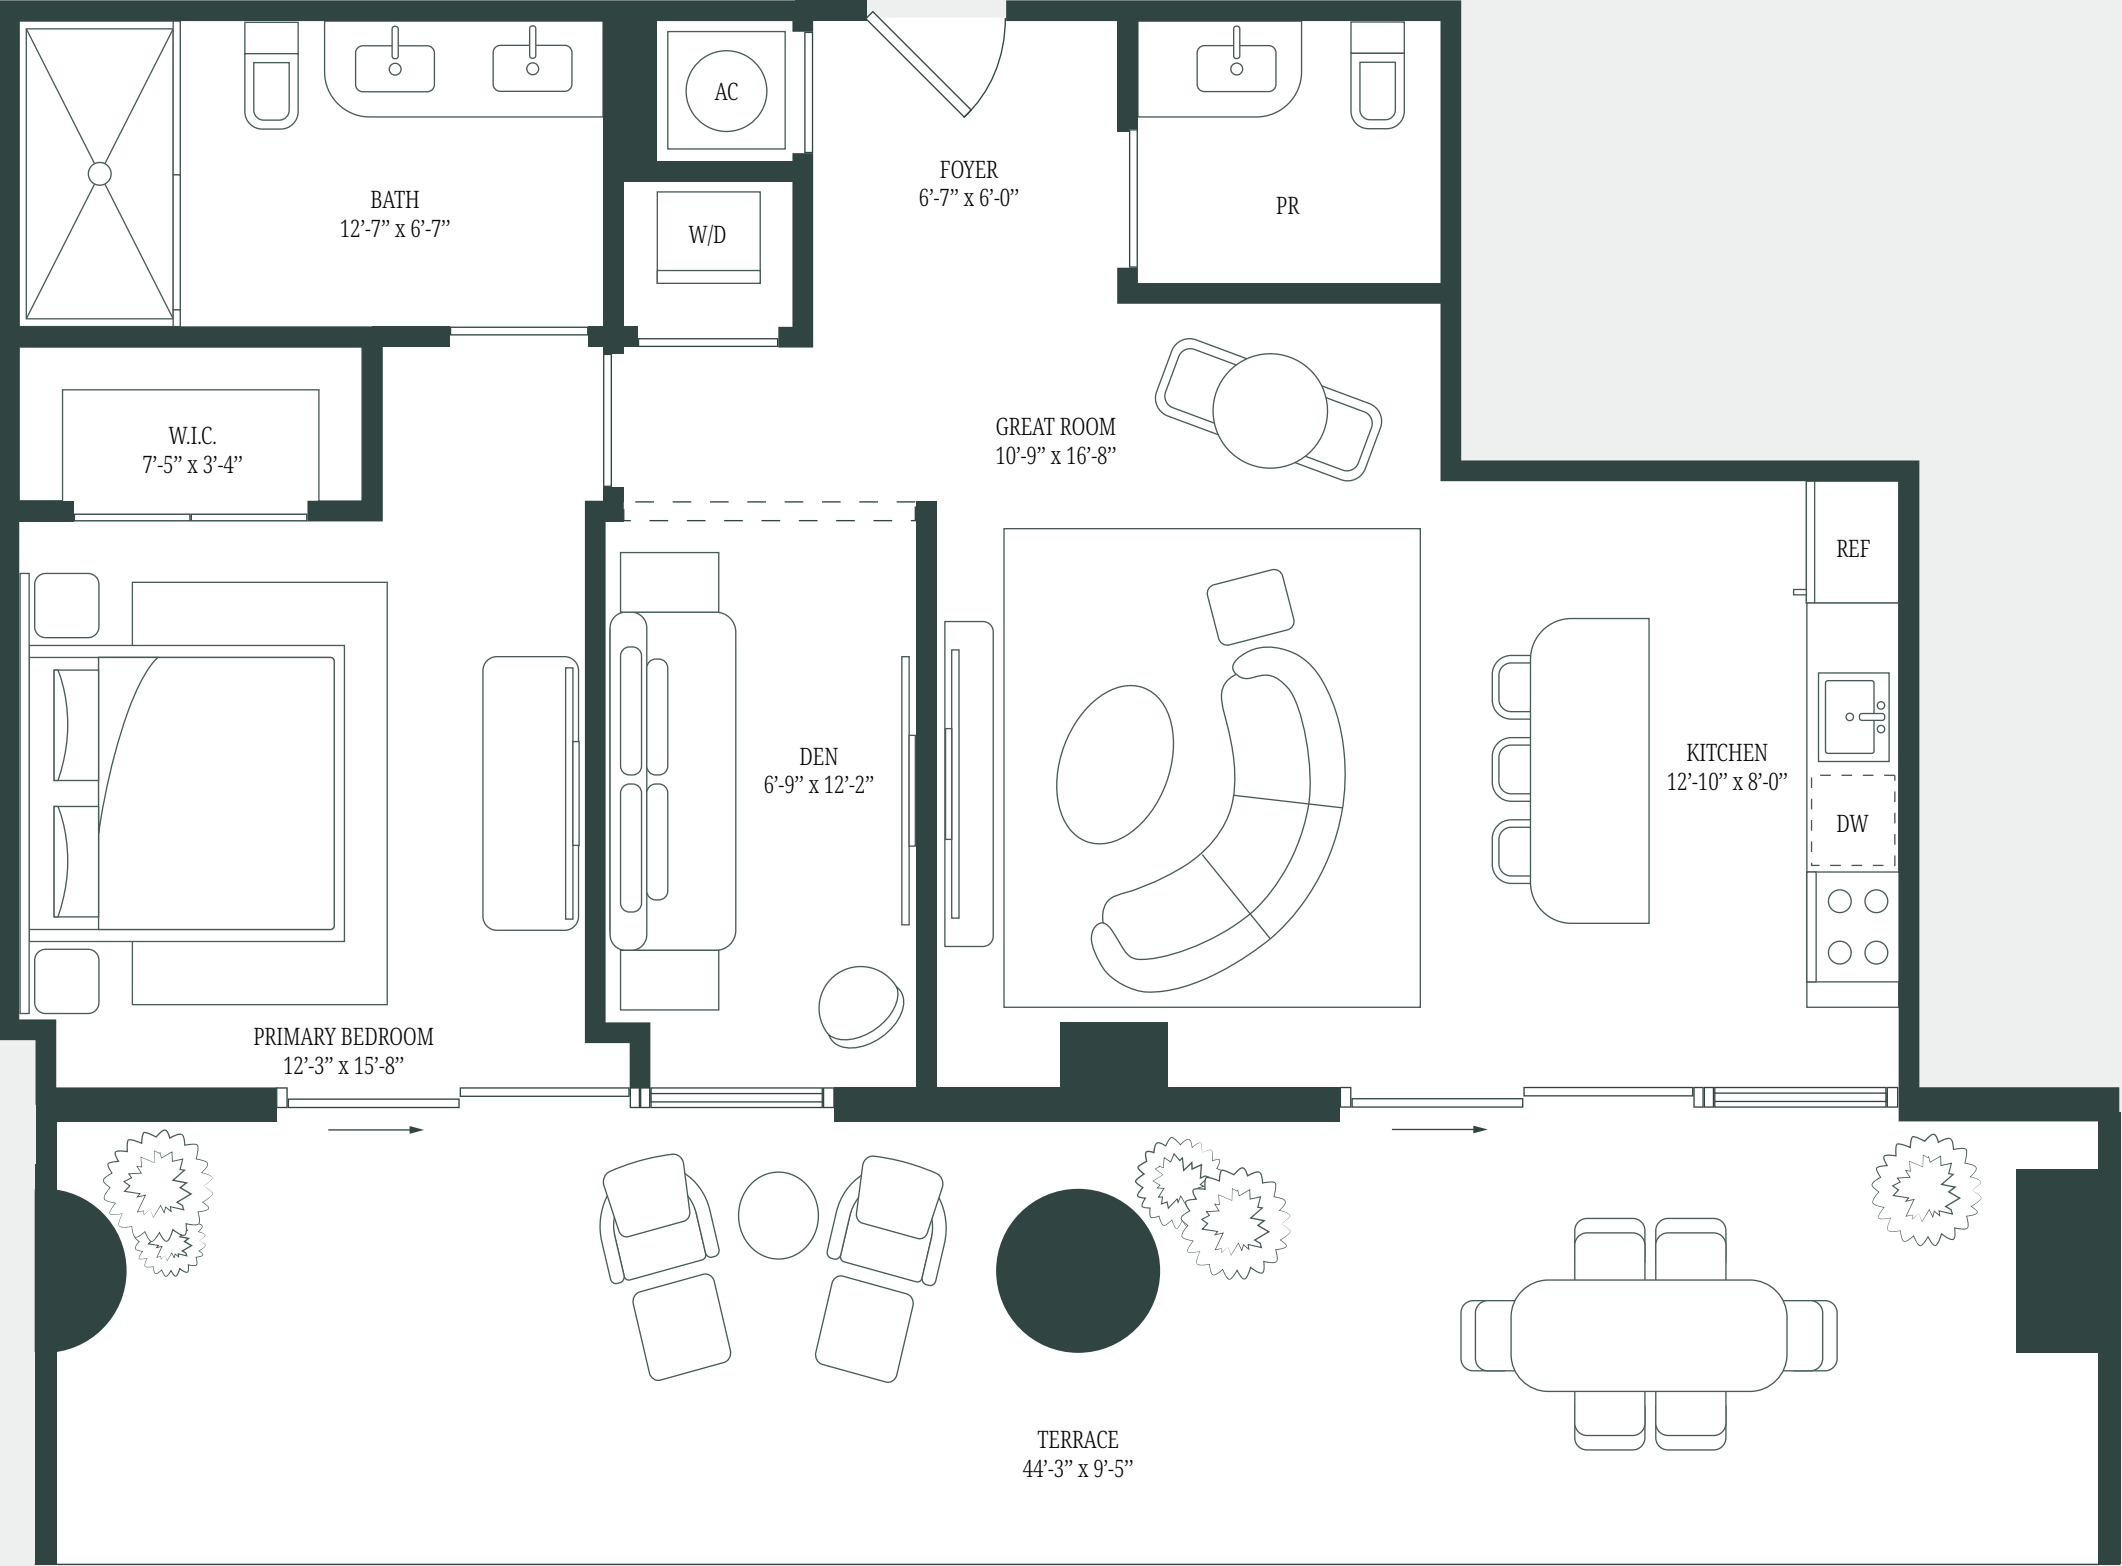 AC
FOYER
6’-7” x 6’-0”
BATH
12’-7” x 6’-7”
PR
W/D
W.I.C.
7’-5” x 3’-4”
GREAT ROOM
10’-9” x 16’-8”
REF
DEN
6’-9” x 12’-2”
KITCHEN
12’-10” x 8’-0”
DW
PRIMARY BEDROOM
12’-3” x 15’-8”
TERRACE
44’-3” x 9’-5”